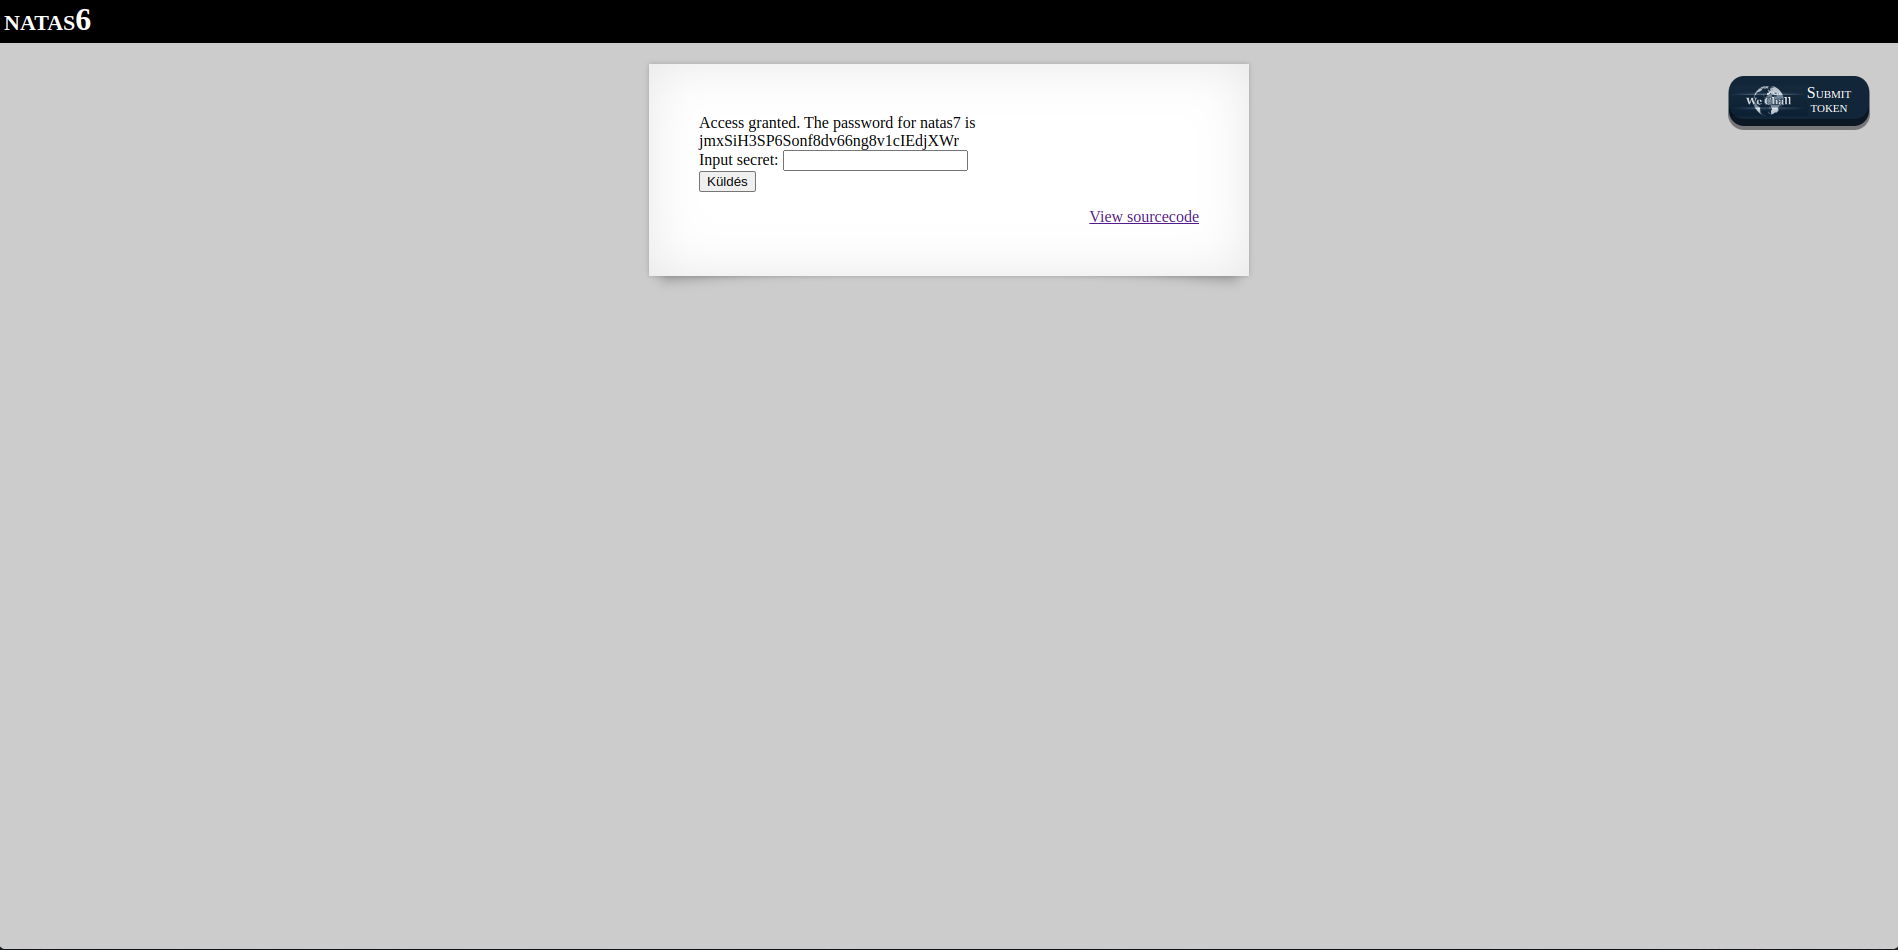 NATAS6
We Chall
Submit
token
Access granted. The password for natas7 is
jmxSiH3SP6Sonf8dv66ng8v1cIEdjXWr
Input secret:
Küldés
View sourcecode